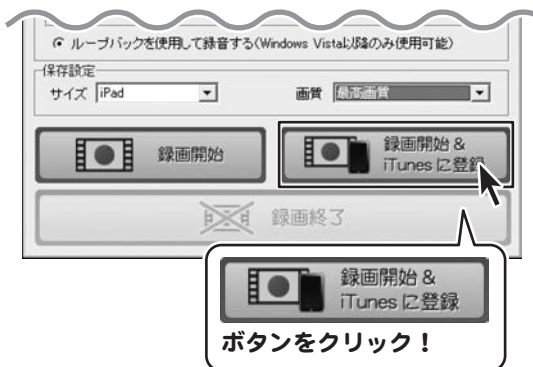 ループバックを使用して録音する(Windows Vista以降のみ使用可能)
保存設定
サイズ iPad 画質 最高画質
録画開始
録画開始 &
iTunes に登録
録画終了
録画開始 &
iTunes に登録
ボタンをクリック！